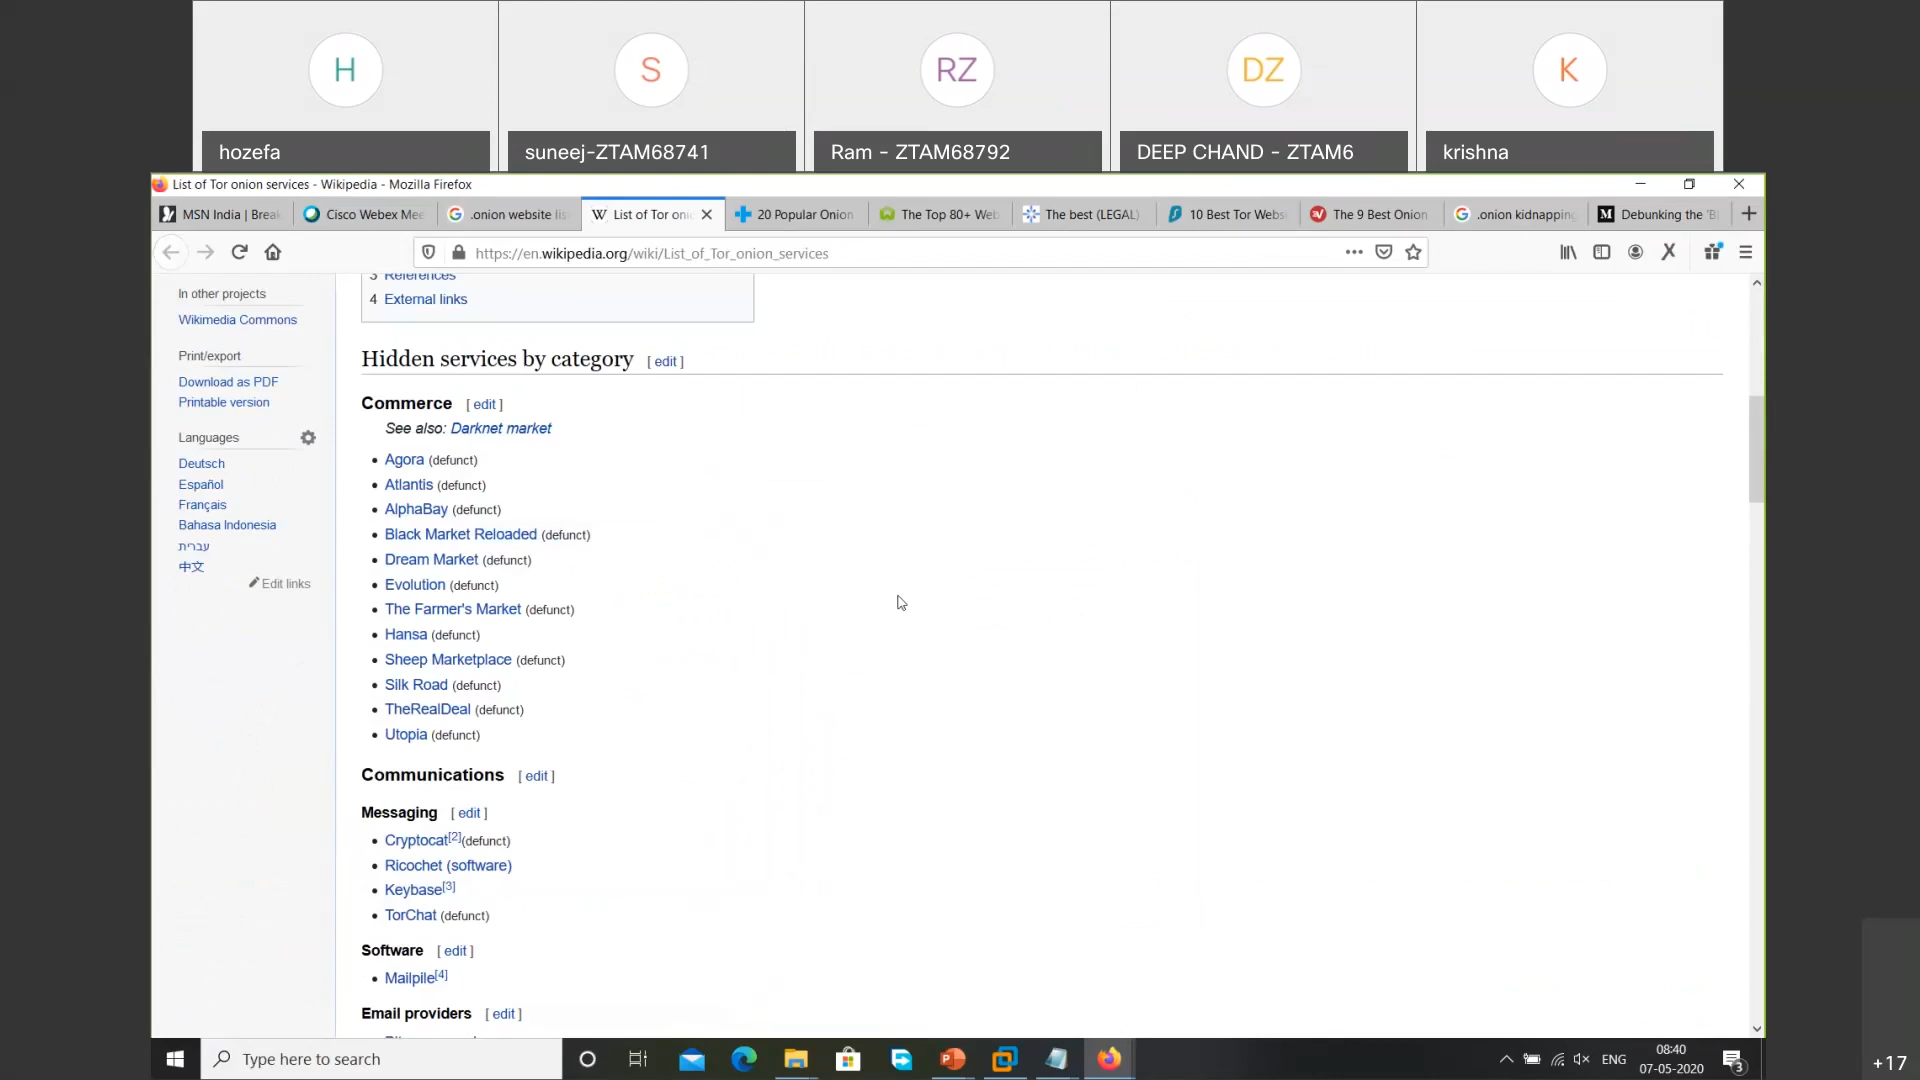 H
S
RZ
DZ
K
hozefa
suneej-ZTAM68741
Ram - ZTAM68792
DEEP CHAND - ZTAM6
krishna
List of Tor onion services - Wikipedia - Mozilla Firefox
MSN India | Brea
Cisco Webex Mee
.onion website lis
List of Tor oni
20 Popular Onion
The Top 80+ Web
The best (LEGAL)
10 Best Tor Webs
The 9 Best Onion
.onion kidnapping
Debunking the 'B
https://en.wikipedia.org/wiki/List_of_Tor_onion_services
In other projects
Wikimedia Commons
Print/export
Download as PDF
Printable version
Languages
Deutsch
Español
Français
Bahasa Indonesia
עברית
中文
Edit links
3 References
4 External links
Hidden services by category [ edit ]
Commerce [ edit ]
See also: Darknet market
• Agora (defunct)
• Atlantis (defunct)
• AlphaBay (defunct)
• Black Market Reloaded (defunct)
• Dream Market (defunct)
• Evolution (defunct)
• The Farmer's Market (defunct)
• Hansa (defunct)
• Sheep Marketplace (defunct)
• Silk Road (defunct)
• TheRealDeal (defunct)
• Utopia (defunct)
Communications [ edit ]
Messaging [ edit ]
• Cryptocat[2](defunct)
• Ricochet (software)
• Keybase[3]
• TorChat (defunct)
Software [ edit ]
• Mailpile[4]
Email providers [ edit ]
Type here to search
ENG
08:40
07-05-2020
3
+17